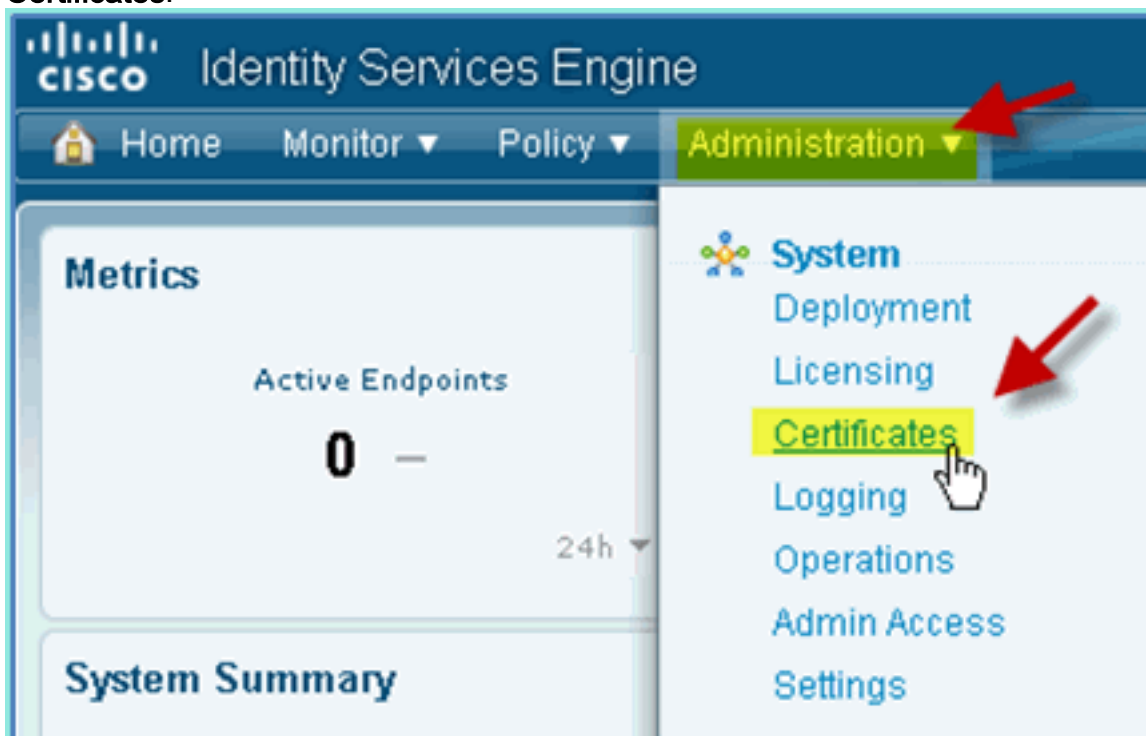 Certificates.
CISCO Identity Services Engine
Home Monitor Policy Administration
Metrics
Active Endpoints
0 –
24h
System Summary
System
Deployment
Licensing
Certificates
Logging
Operations
Admin Access
Settings